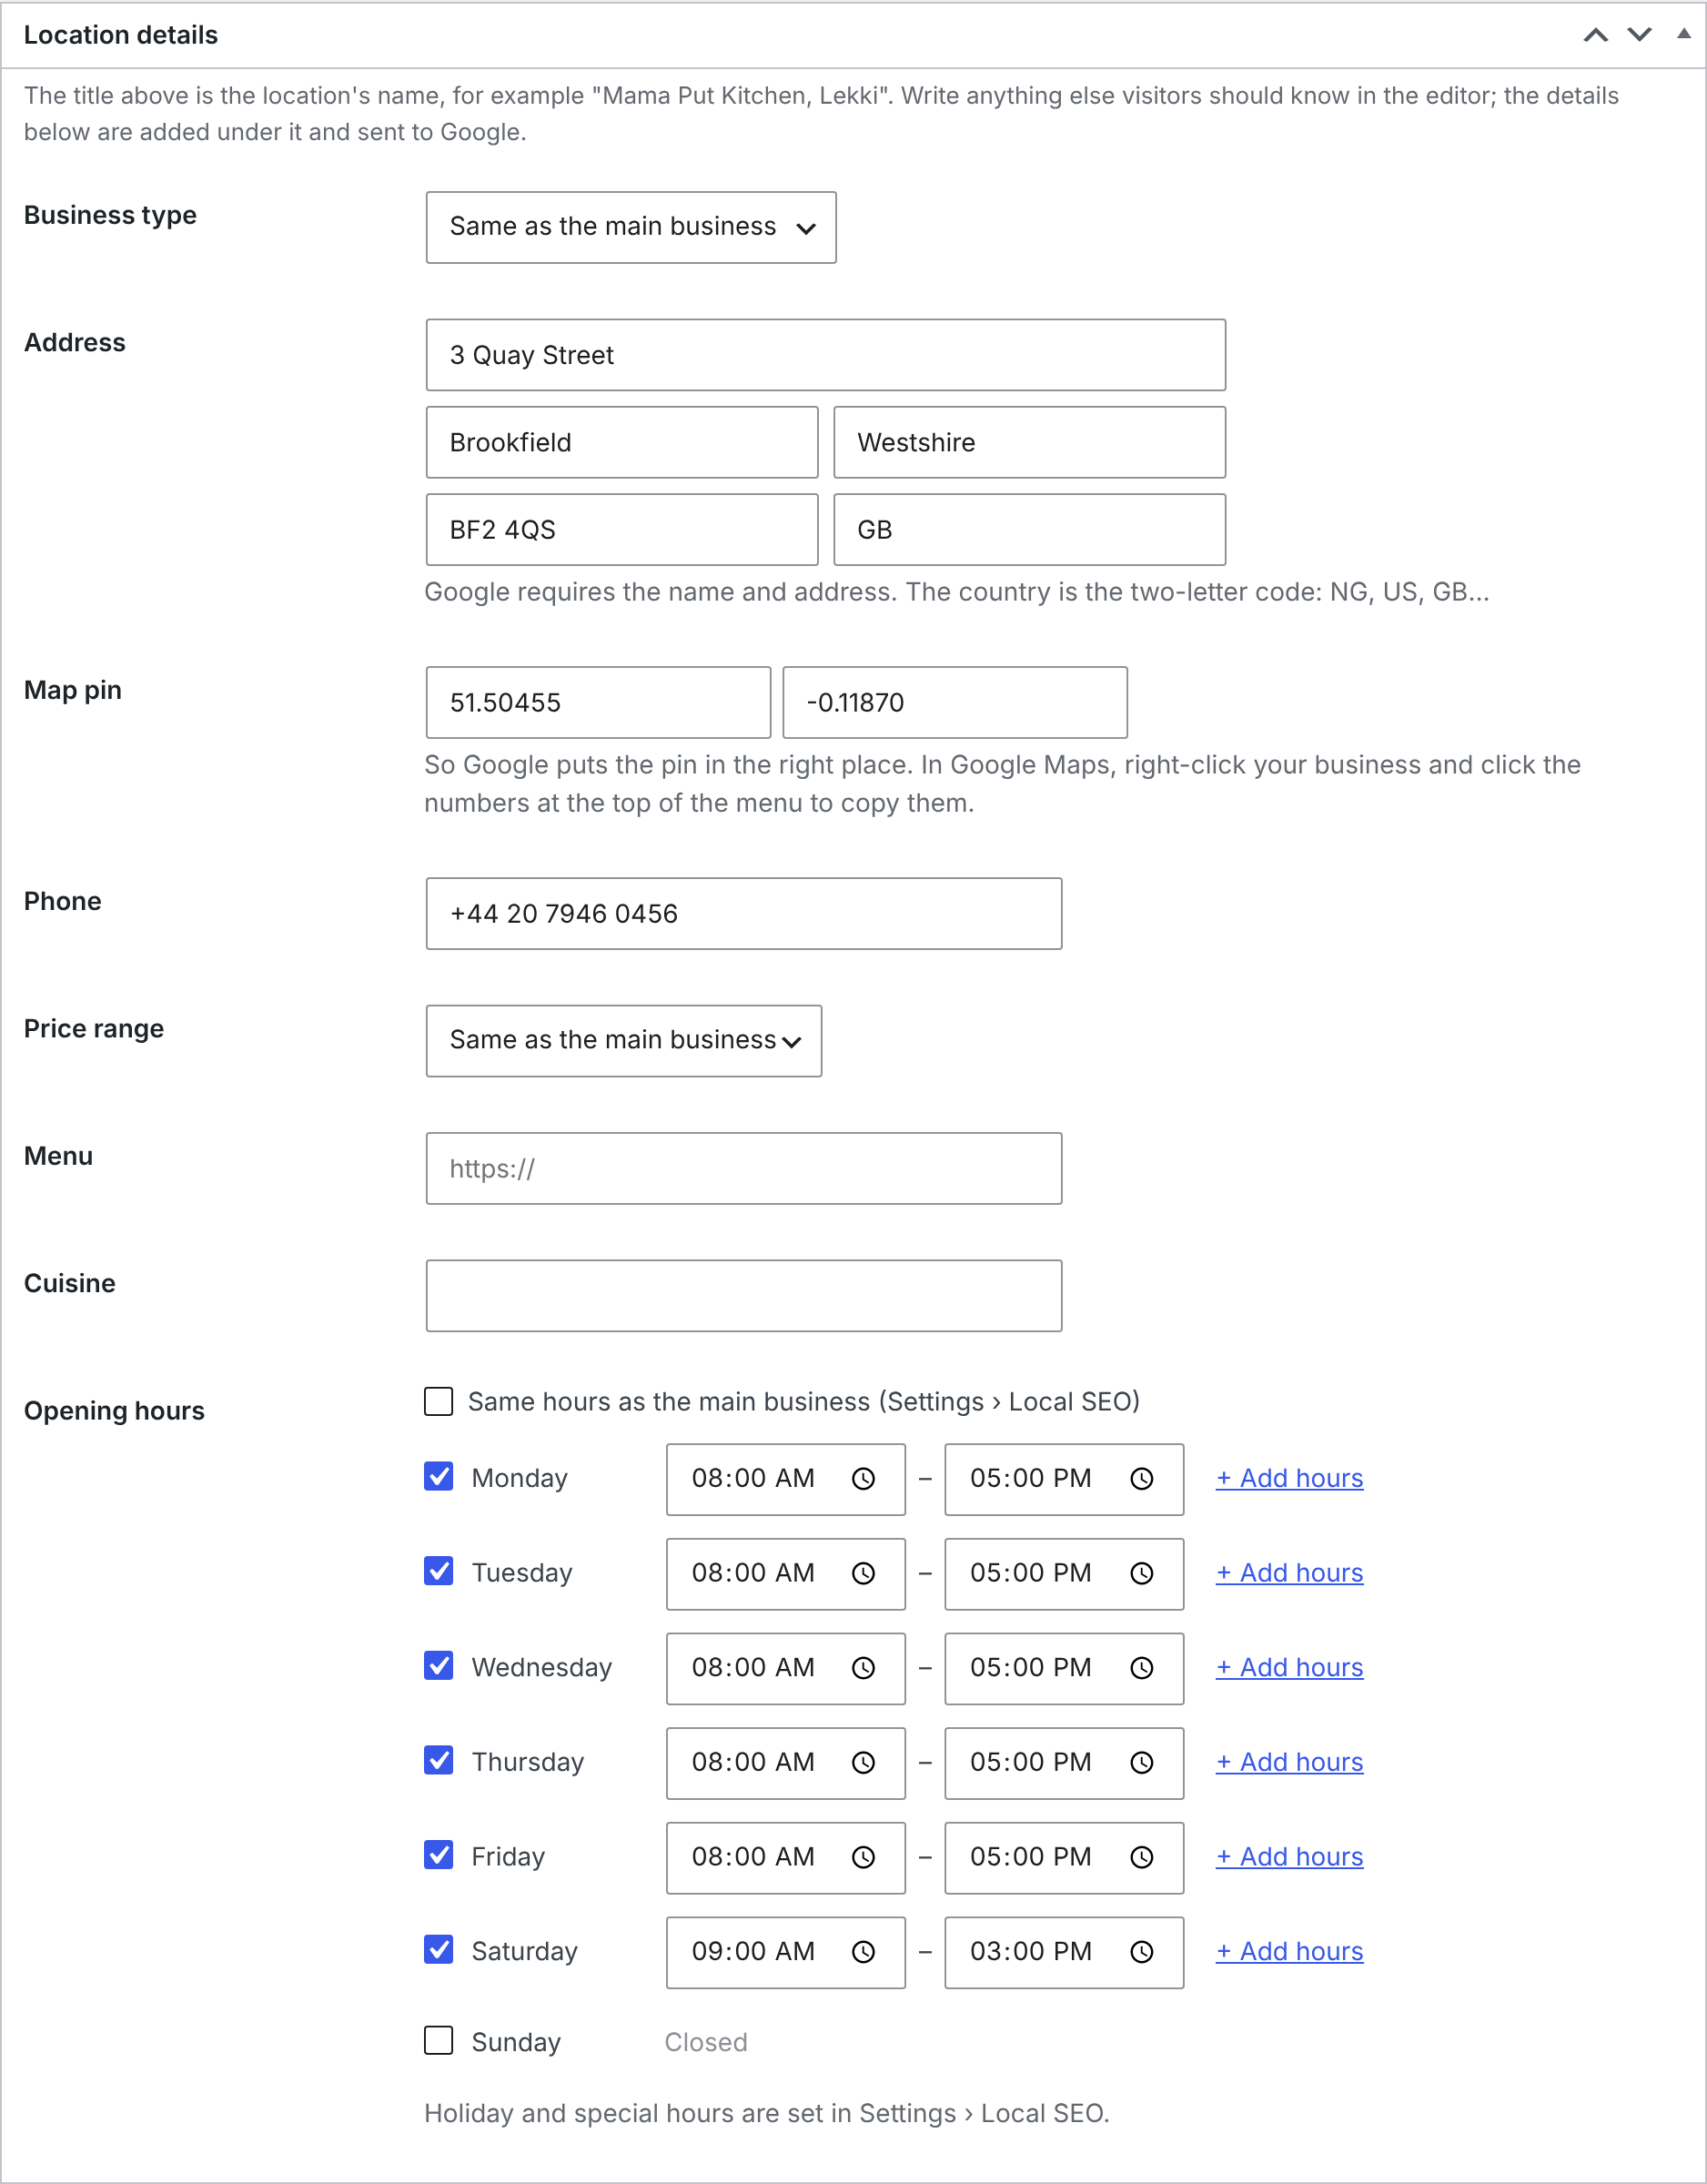 Location details
The title above is the location's name, for example "Mama Put Kitchen, Lekki". Write anything else visitors should know in the editor; the details
below are added under it and sent to Google.
Business type
Same as the main business
Address
3 Quay Street
Brookfield
Westshire
BF2 4QS
GB
Google requires the name and address. The country is the two-letter code: NG, US, GB...
Map pin
51.50455
-0.11870
So Google puts the pin in the right place. In Google Maps, right-click your business and click the
numbers at the top of the menu to copy them.
Phone
+44 20 7946 0456
Price range
Same as the main business
Menu
https://
Cuisine
Opening hours
Same hours as the main business (Settings › Local SEO)
Monday 08:00 AM – 05:00 PM + Add hours
Tuesday 08:00 AM – 05:00 PM + Add hours
Wednesday 08:00 AM – 05:00 PM + Add hours
Thursday 08:00 AM – 05:00 PM + Add hours
Friday 08:00 AM – 05:00 PM + Add hours
Saturday 09:00 AM – 03:00 PM + Add hours
Sunday Closed
Holiday and special hours are set in Settings › Local SEO.